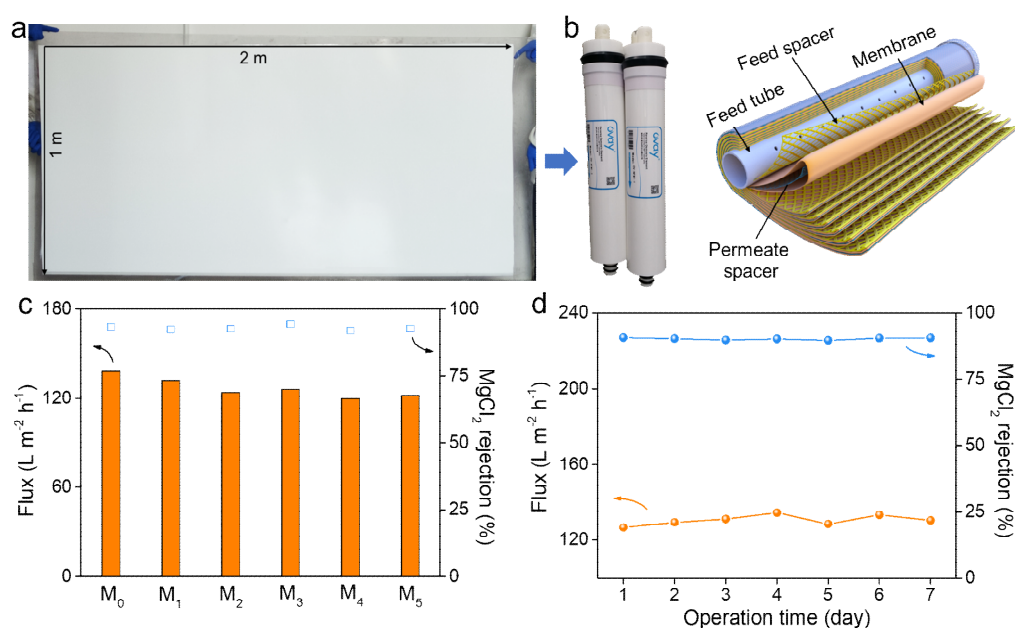 a
2 m
1 m
b
Feed tube
Feed spacer
Membrane
Permeate
spacer
ovay
ovay
c
180
120
60
0
Flux (L m⁻² h⁻¹)
100
75
50
25
0
MgCl₂ rejection (%)
M₀ M₁ M₂ M₃ M₄ M₅
d
240
200
160
120
Flux (L m⁻² h⁻¹)
100
75
50
25
0
MgCl₂ rejection (%)
1 2 3 4 5 6 7
Operation time (day)